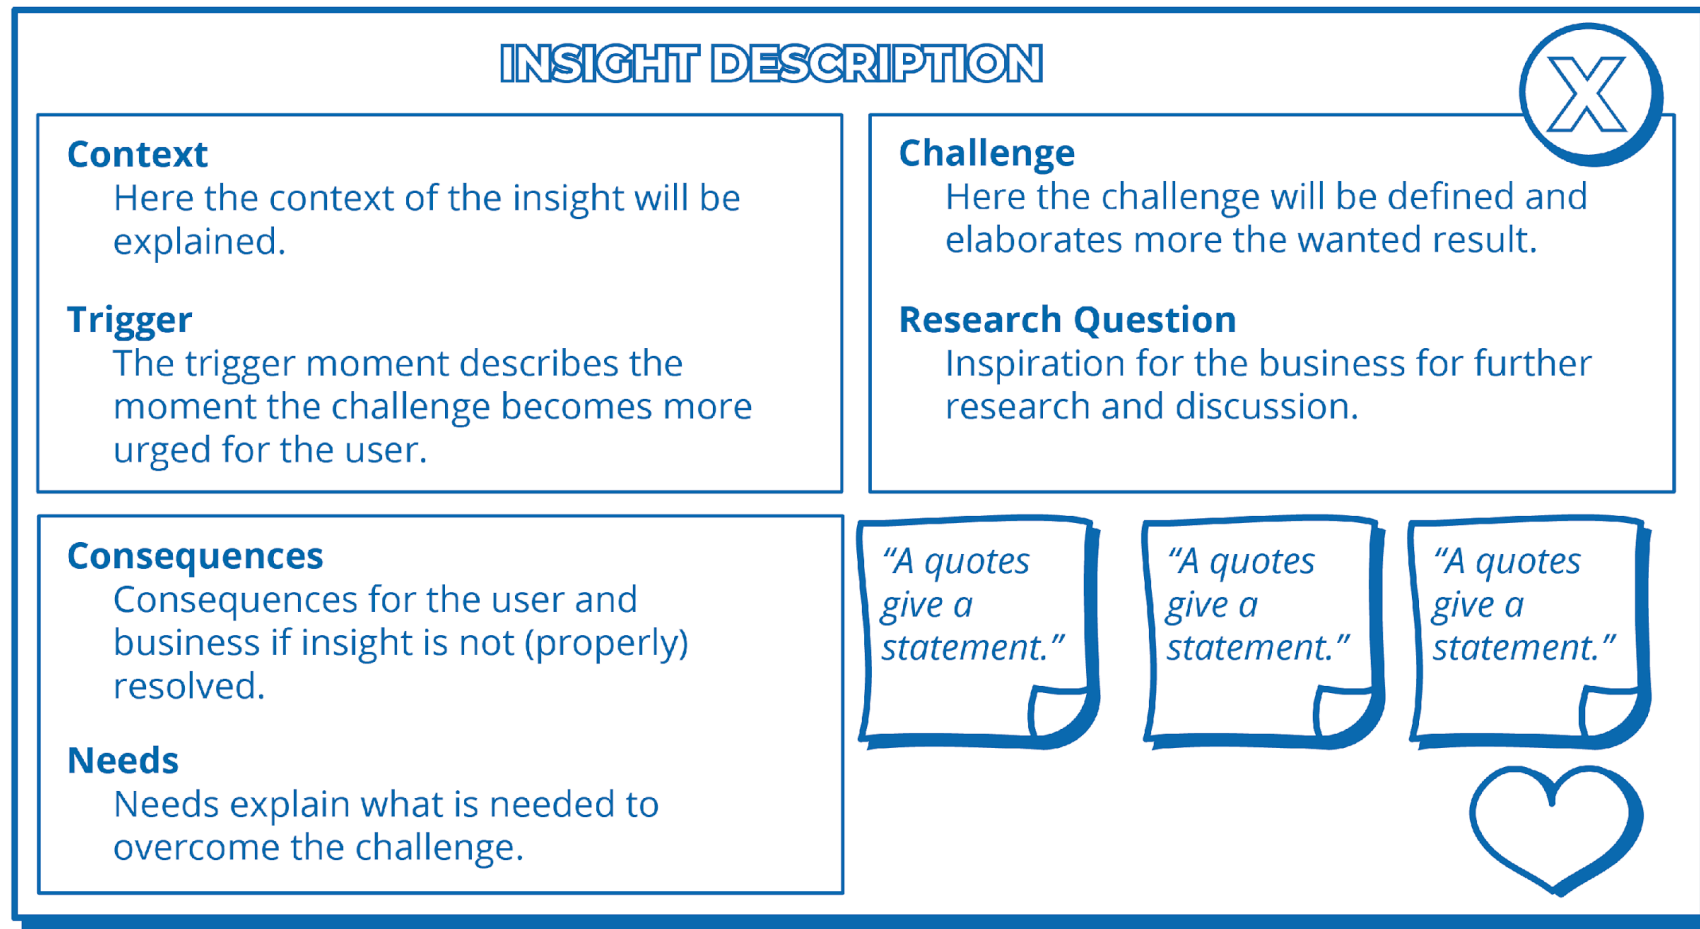 INSIGHT DESCRIPTION
X
Context
Here the context of the insight will be
explained.
Trigger
The trigger moment describes the
moment the challenge becomes more
urged for the user.
Challenge
Here the challenge will be defined and
elaborates more the wanted result.
Research Question
Inspiration for the business for further
research and discussion.
Consequences
Consequences for the user and
business if insight is not (properly)
resolved.
Needs
Needs explain what is needed to
overcome the challenge.
“A quotes
give a
statement.”
“A quotes
give a
statement.”
“A quotes
give a
statement.”